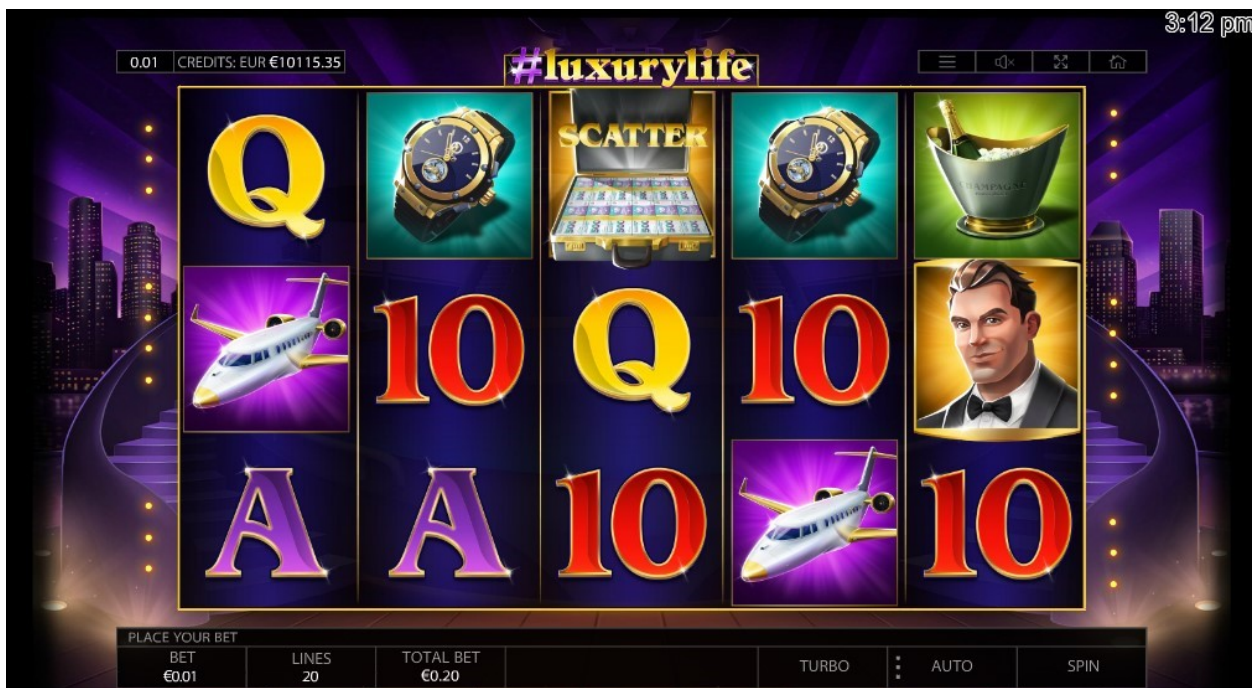 3:12 pm
0.01 CREDITS: EUR €10115.35
#luxurylife
Q
SCATTER
CHAMPAGNE
10 Q 10
A A 10 10
PLACE YOUR BET
BET LINES TOTAL BET
€0.01 20 €0.20
TURBO AUTO SPIN